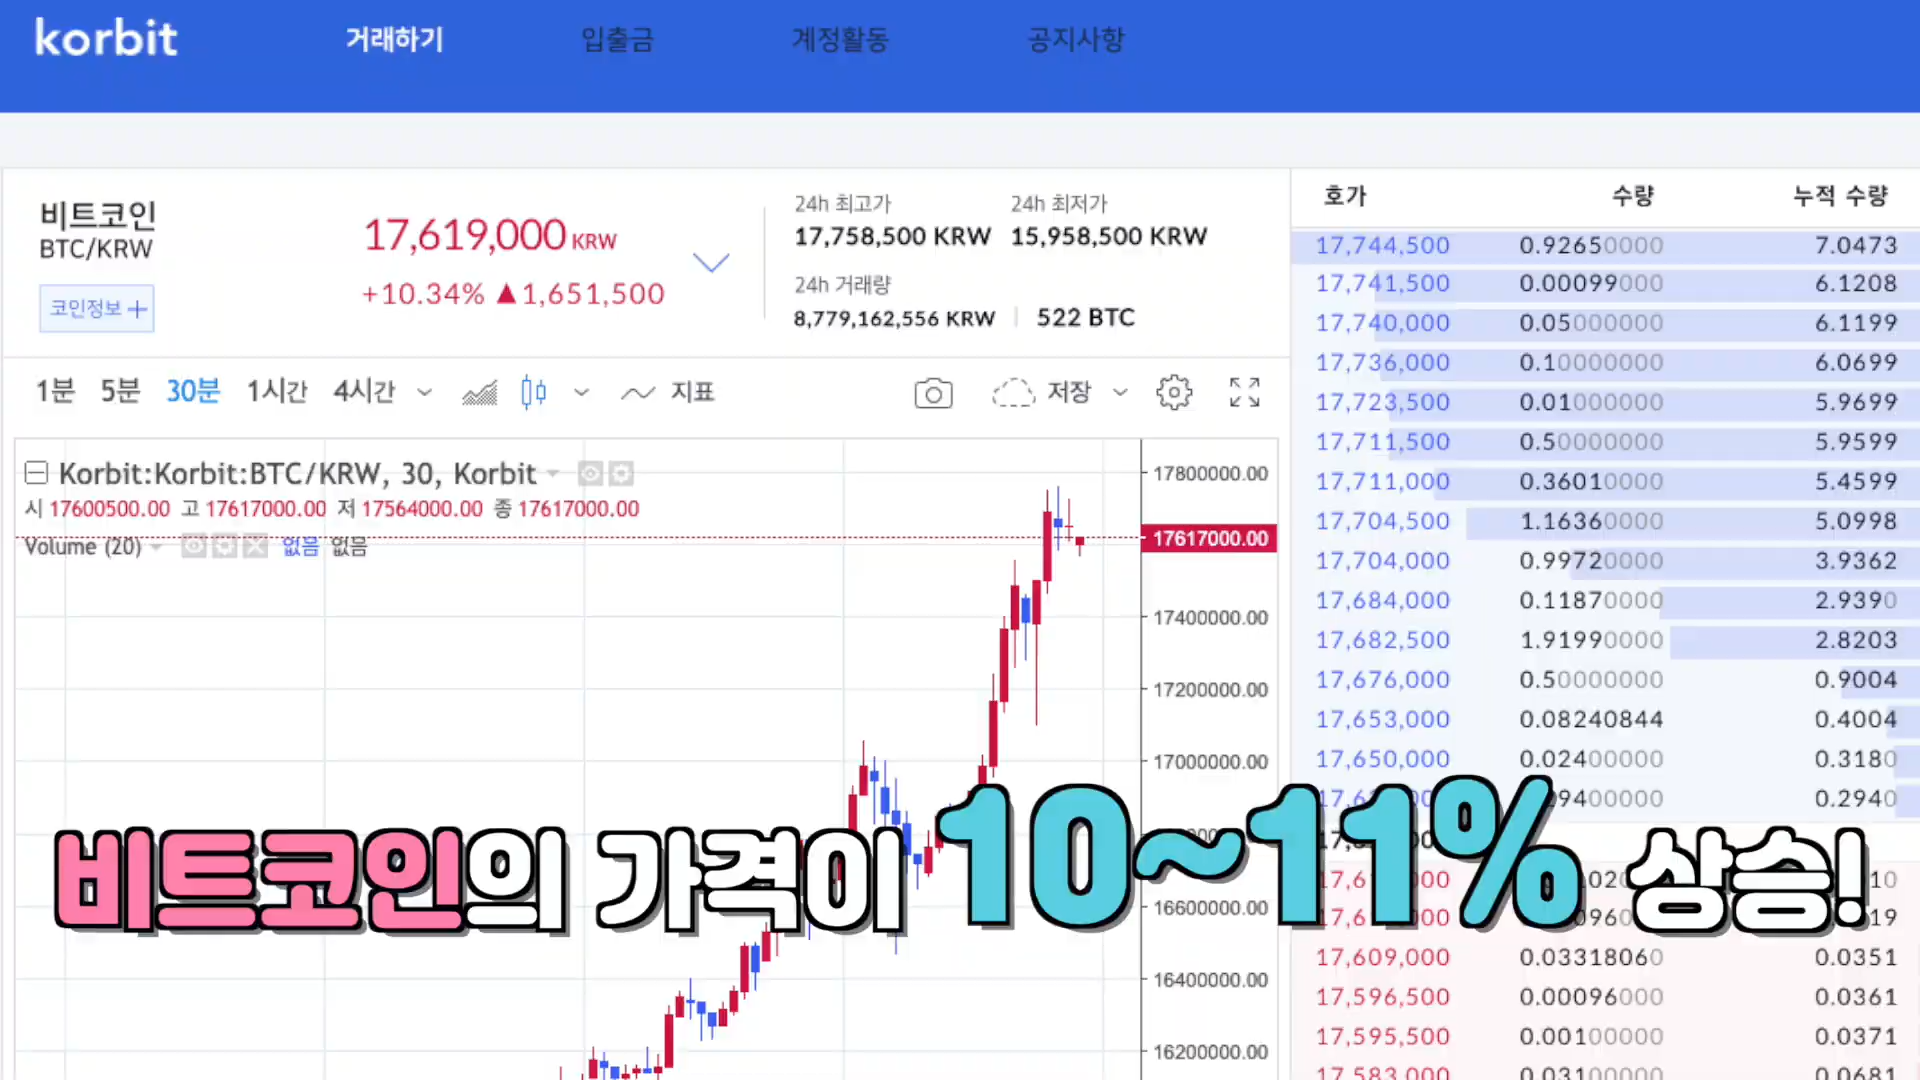 korbit 거래하기 입출금 계정활동 공지사항
비트코인
BTC/KRW
코인정보 +
17,619,000 KRW
+10.34% ▲1,651,500
24h 최고가
17,758,500 KRW
24h 최저가
15,958,500 KRW
24h 거래량
8,779,162,556 KRW | 522 BTC
1분 5분 30분 1시간 4시간 지표 저장
Korbit:Korbit:BTC/KRW, 30, Korbit
시 17600500.00 고 17617000.00 저 17564000.00 종 17617000.00
Volume (20) 없음 없음
17800000.00
17617000.00
17400000.00
17200000.00
17000000.00
16600000.00
16400000.00
16200000.00
호가 수량 누적 수량
17,744,500 0.92650000 7.0473
17,741,500 0.00099000 6.1208
17,740,000 0.05000000 6.1199
17,736,000 0.10000000 6.0699
17,723,500 0.01000000 5.9699
17,711,500 0.50000000 5.9599
17,711,000 0.36010000 5.4599
17,704,500 1.16360000 5.0998
17,704,000 0.99720000 3.9362
17,684,000 0.11870000 2.9390
17,682,500 1.91990000 2.8203
17,676,000 0.50000000 0.9004
17,653,000 0.08240844 0.4004
17,650,000 0.02400000 0.3180
0.2940
17,609,000 0.03318060 0.0351
17,596,500 0.00096000 0.0361
17,595,500 0.00100000 0.0371
17,583,000 0.03100000 0.0681
비트코인의 가격이 10~11% 상승!